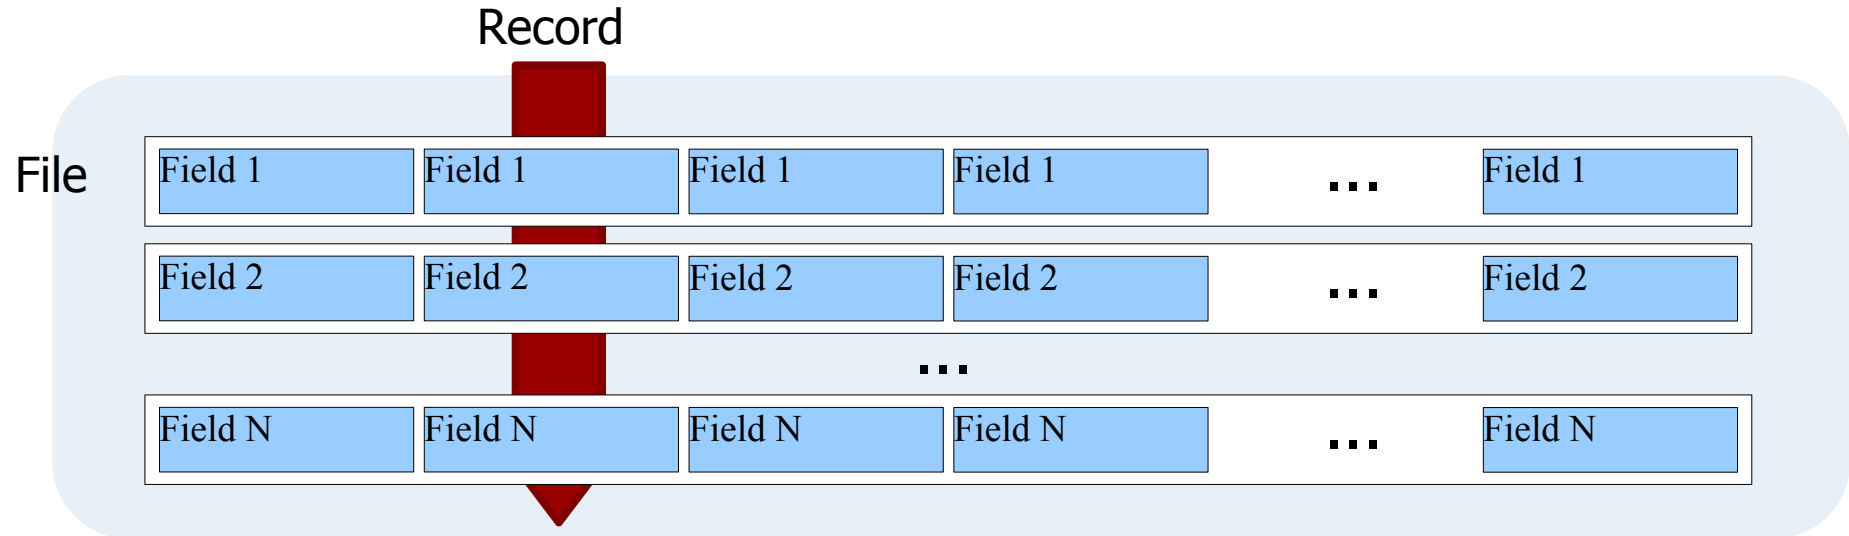 Record
File
Field 1 Field 1 Field 1 Field 1 ... Field 1
Field 2 Field 2 Field 2 Field 2 ... Field 2
...
Field N Field N Field N Field N ... Field N